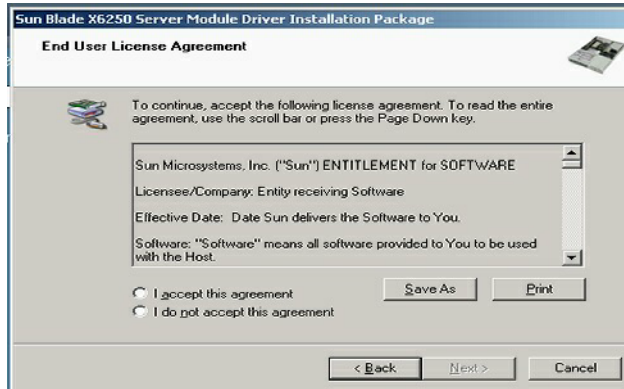 Sun Blade X6250 Server Module Driver Installation Package
End User License Agreement
To continue, accept the following license agreement. To read the entire
agreement, use the scroll bar or press the Page Down key.
Sun Microsystems, Inc. ("Sun") ENTITLEMENT for SOFTWARE
Licensee/Company: Entity receiving Software
Effective Date: Date Sun delivers the Software to You.
Software: "Software" means all software provided to You to be used
with the Host.
I accept this agreement
I do not accept this agreement
Save As
Print
< Back
Next >
Cancel